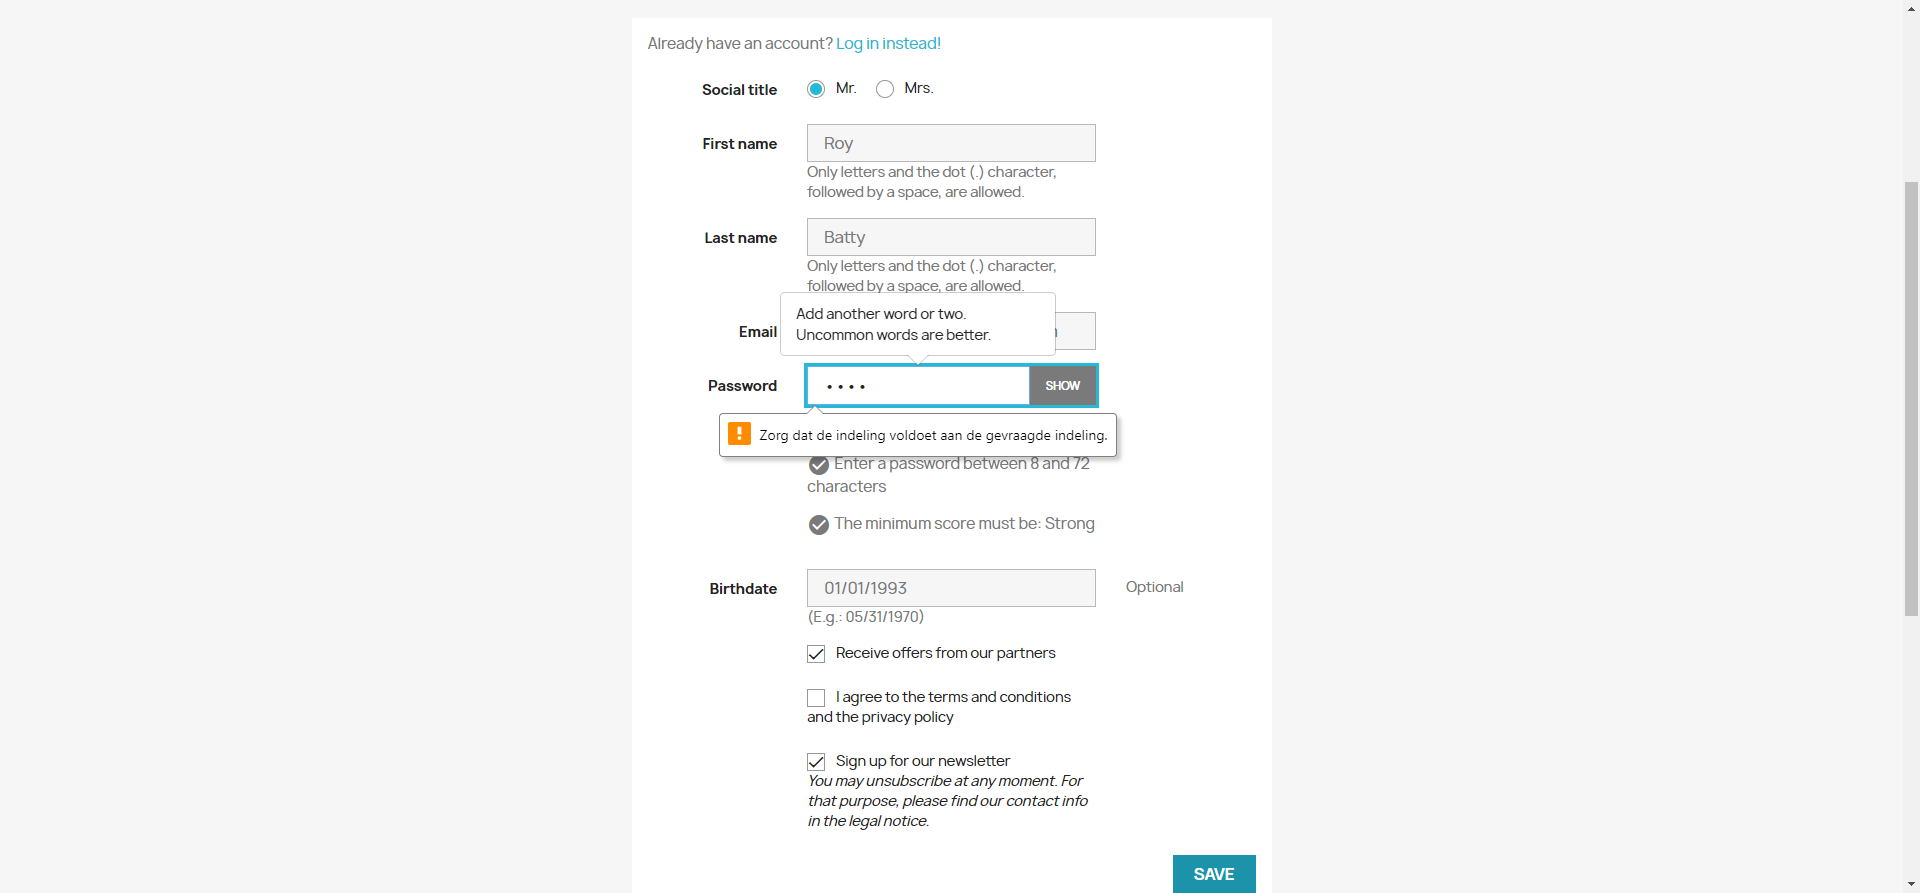 Already have an account? Log in instead!
Social title Mr. Mrs.
First name Roy
Only letters and the dot (.) character,
followed by a space, are allowed.
Last name Batty
Only letters and the dot (.) character,
followed by a space, are allowed.
Add another word or two.
Uncommon words are better.
Email
Password •••• SHOW
Zorg dat de indeling voldoet aan de gevraagde indeling.
Enter a password between 8 and 72
characters
The minimum score must be: Strong
Birthdate 01/01/1993 Optional
(E.g.: 05/31/1970)
Receive offers from our partners
I agree to the terms and conditions
and the privacy policy
Sign up for our newsletter
You may unsubscribe at any moment. For
that purpose, please find our contact info
in the legal notice.
SAVE